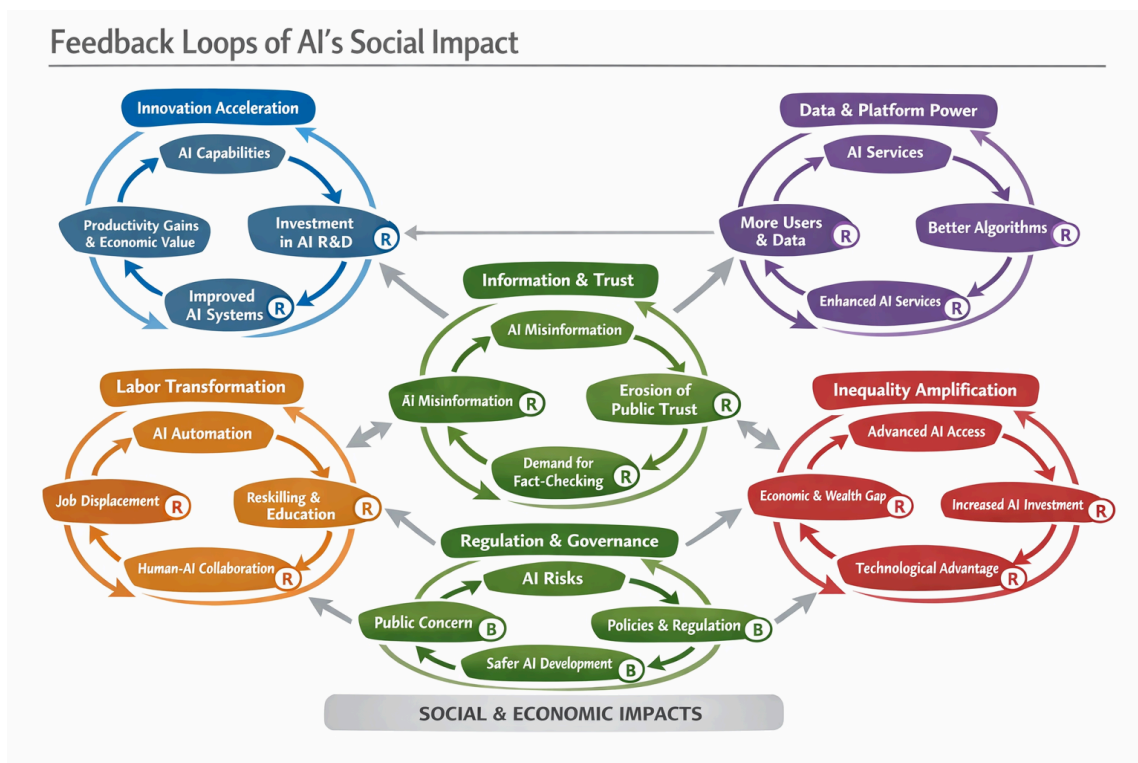 Feedback Loops of AI's Social Impact
Innovation Acceleration
AI Capabilities
Productivity Gains
& Economic Value
Investment
in AI R&D
R
Improved
AI Systems
R
Data & Platform Power
AI Services
More Users
& Data
R
Better Algorithms
R
Enhanced AI Services
R
Information & Trust
AI Misinformation
Ai Misinformation
R
Erosion of
Public Trust
R
Demand for
Fact-Checking
R
Labor Transformation
AI Automation
Job Displacement
R
Reskilling &
Education
R
Human-AI Collaboration
R
Inequality Amplification
Advanced AI Access
Economic & Wealth Gap
R
Increased AI Investment
R
Technological Advantage
R
Regulation & Governance
AI Risks
Public Concern
B
Policies & Regulation
B
Safer AI Development
B
SOCIAL & ECONOMIC IMPACTS